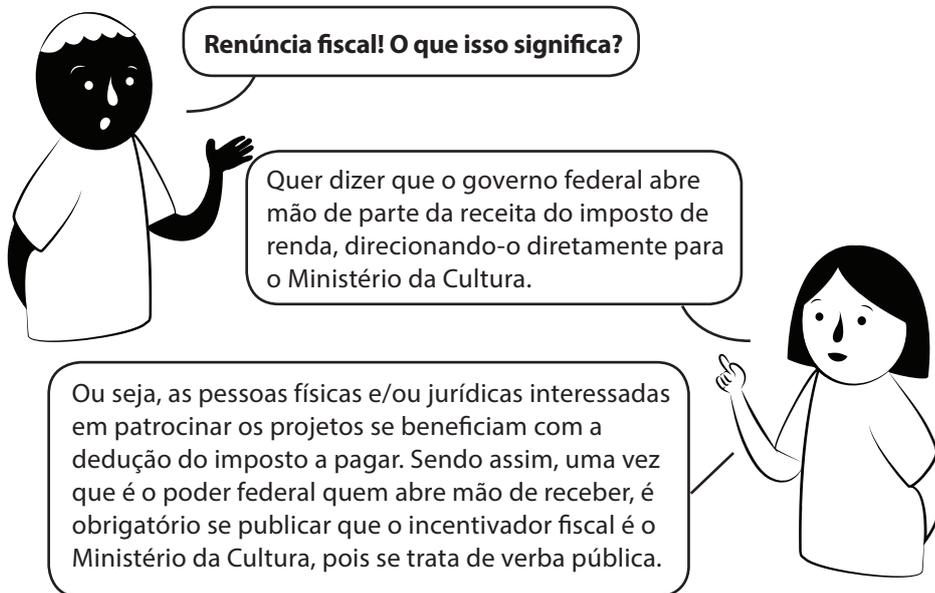 Renúncia fiscal! O que isso significa?
Quer dizer que o governo federal abre
mão de parte da receita do imposto de
renda, direcionando-o diretamente para
o Ministério da Cultura.
Ou seja, as pessoas físicas e/ou jurídicas interessadas
em patrocinar os projetos se beneficiam com a
dedução do imposto a pagar. Sendo assim, uma vez
que é o poder federal quem abre mão de receber, é
obrigatório se publicar que o incentivador fiscal é o
Ministério da Cultura, pois se trata de verba pública.